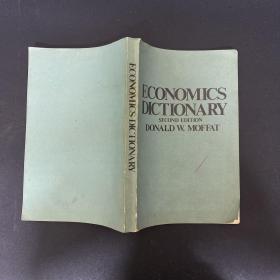 ECONOMICS DICTIONARY
ECONOMICS
DICTIONARY
SECOND EDITION
DONALD W. MOFFAT